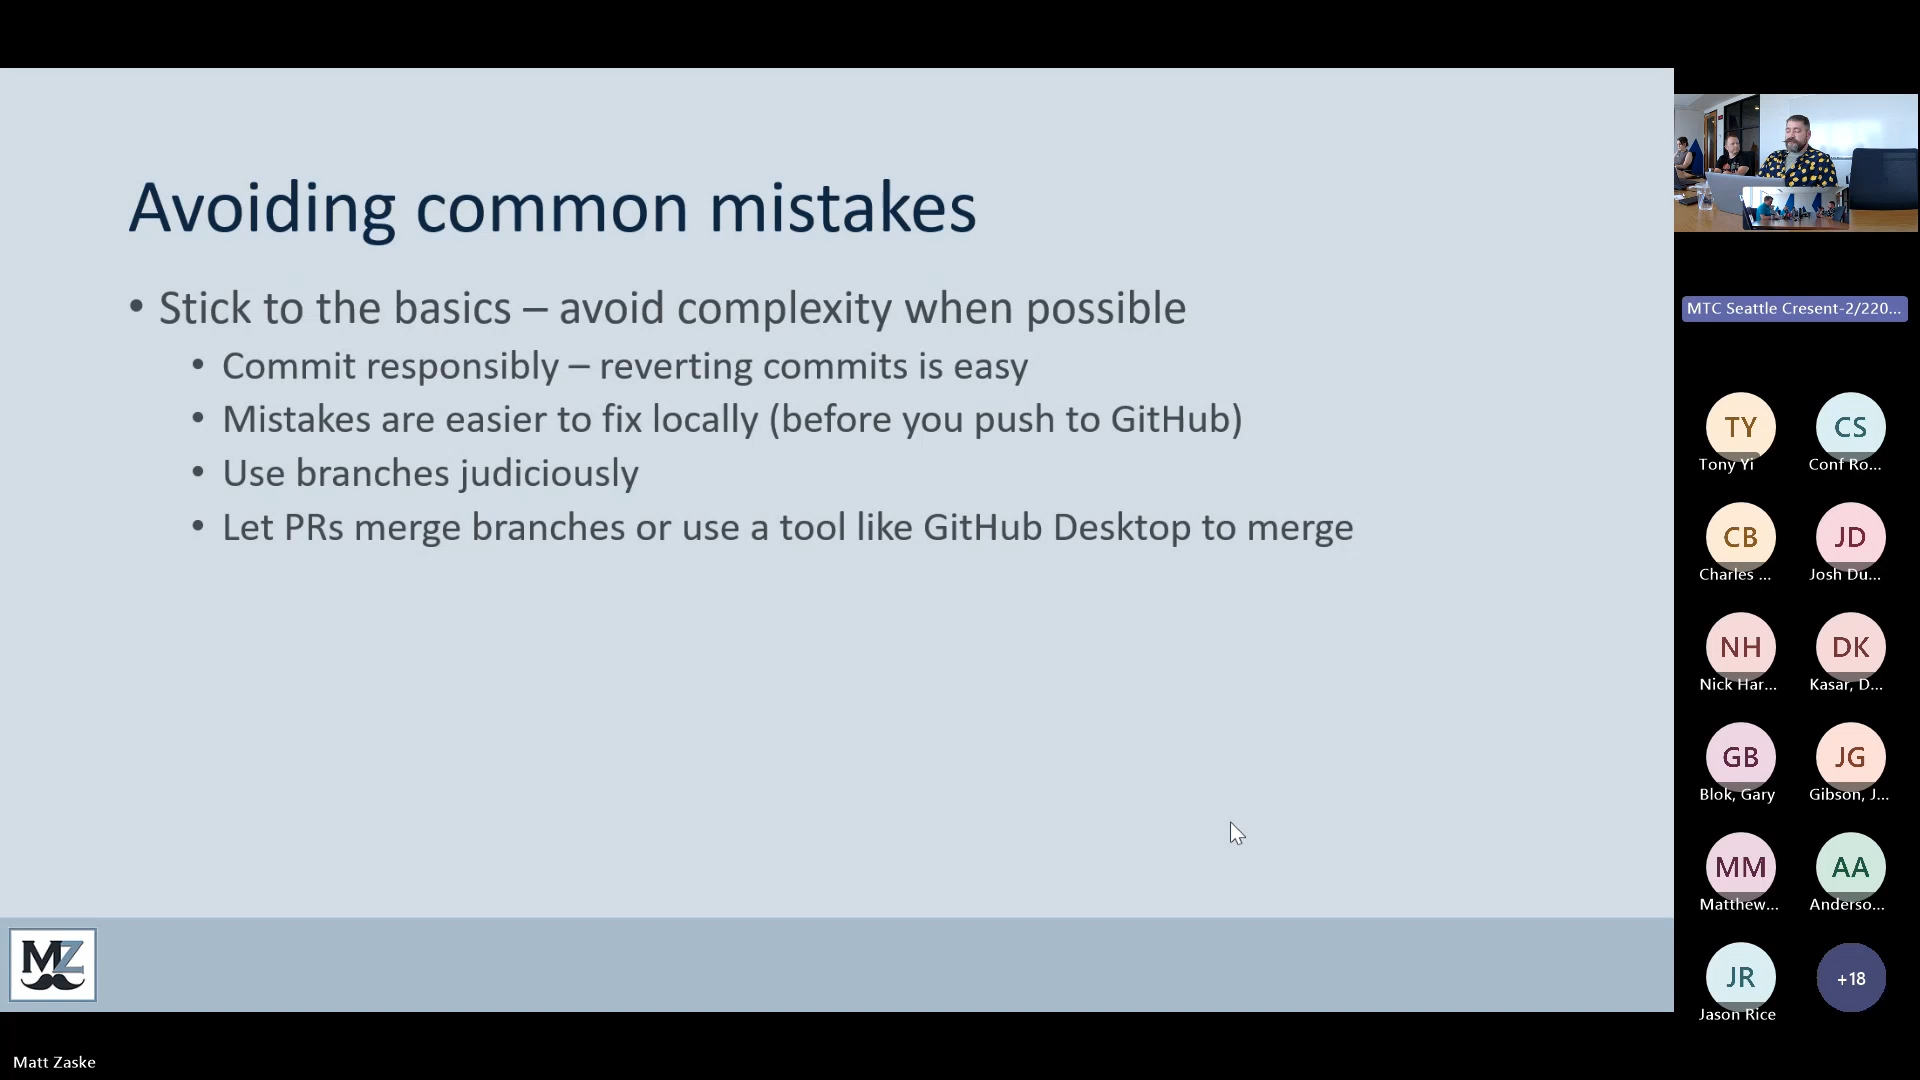 Avoiding common mistakes
• Stick to the basics – avoid complexity when possible
• Commit responsibly – reverting commits is easy
• Mistakes are easier to fix locally (before you push to GitHub)
• Use branches judiciously
• Let PRs merge branches or use a tool like GitHub Desktop to merge
MZ
Matt Zaske
MTC Seattle Cresent-2/220...
TY
Tony Yi
CS
Conf Ro...
CB
Charles ...
JD
Josh Du...
NH
Nick Har...
DK
Kasar, D...
GB
Blok, Gary
JG
Gibson, J...
MM
Matthew...
AA
Anderso...
JR
Jason Rice
+18